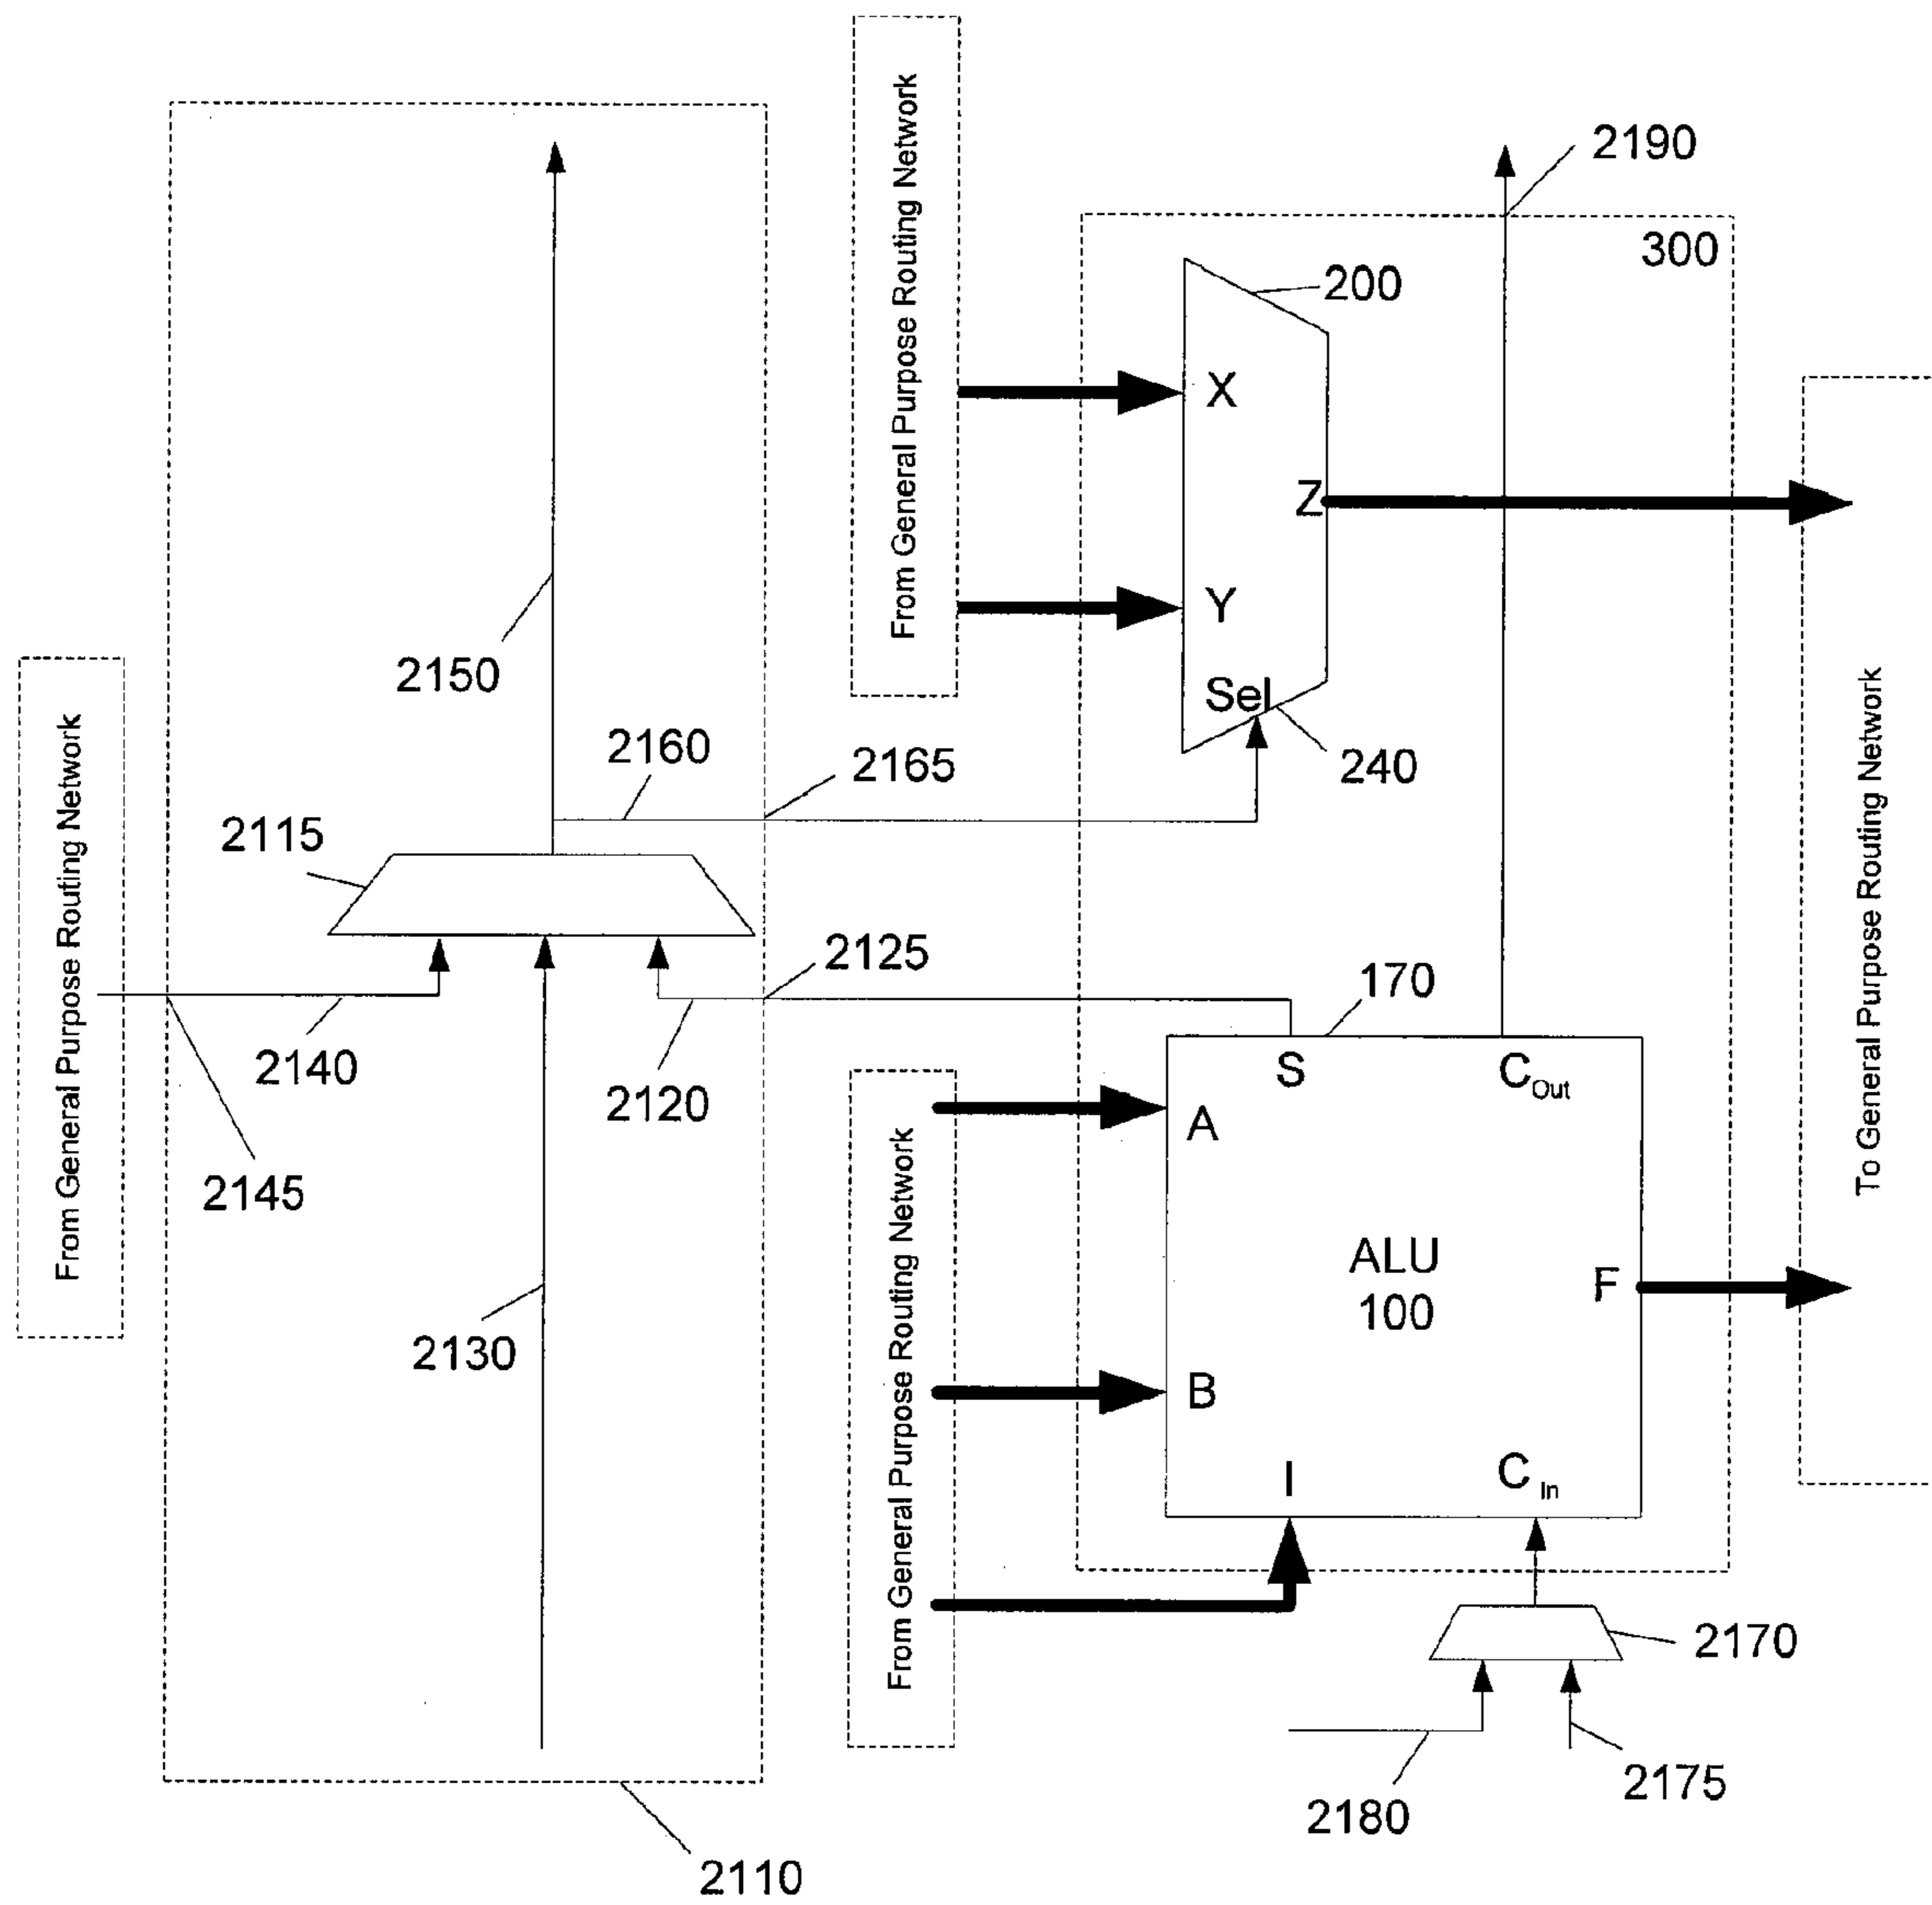 From General Purpose Routing Network
2190
300
200
X
Z
Y
Sel
240
2150
2160
2165
2115
From General Purpose Routing Network
To General Purpose Routing Network
2125
170
2140
2120
S
C Out
A
2145
ALU
100
F
2130
B
From General Purpose Routing Network
I
C In
2170
2175
2180
2110